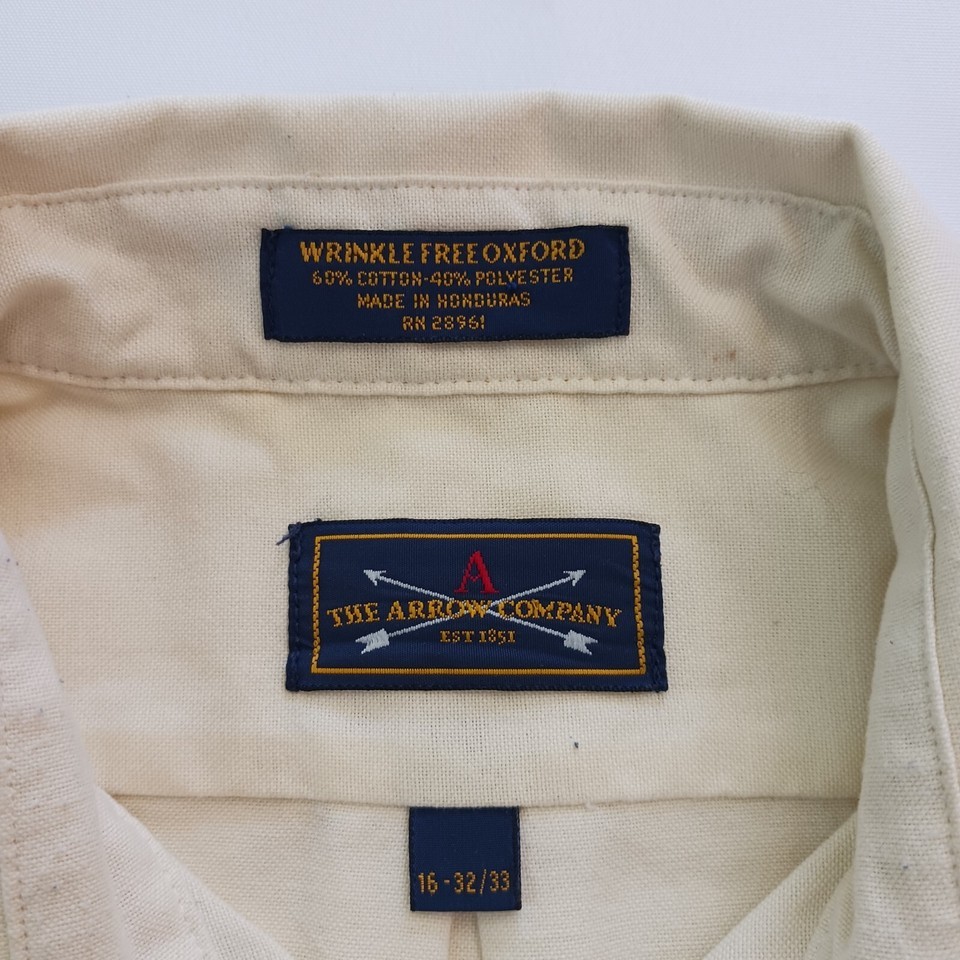 WRINKLE FREE OXFORD
60% COTTON-40% POLYESTER
MADE IN HONDURAS
RN 28961
A
THE ARROW COMPANY
EST 1851
16-32/33